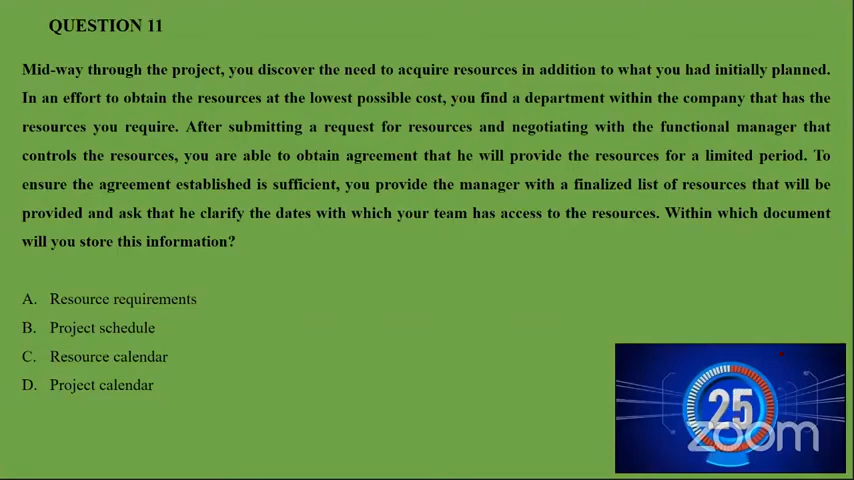 QUESTION 11
Mid-way through the project, you discover the need to acquire resources in addition to what you had initially planned.
In an effort to obtain the resources at the lowest possible cost, you find a department within the company that has the
resources you require. After submitting a request for resources and negotiating with the functional manager that
controls the resources, you are able to obtain agreement that he will provide the resources for a limited period. To
ensure the agreement established is sufficient, you provide the manager with a finalized list of resources that will be
provided and ask that he clarify the dates with which your team has access to the resources. Within which document
will you store this information?
A. Resource requirements
B. Project schedule
C. Resource calendar
D. Project calendar
25
zoom